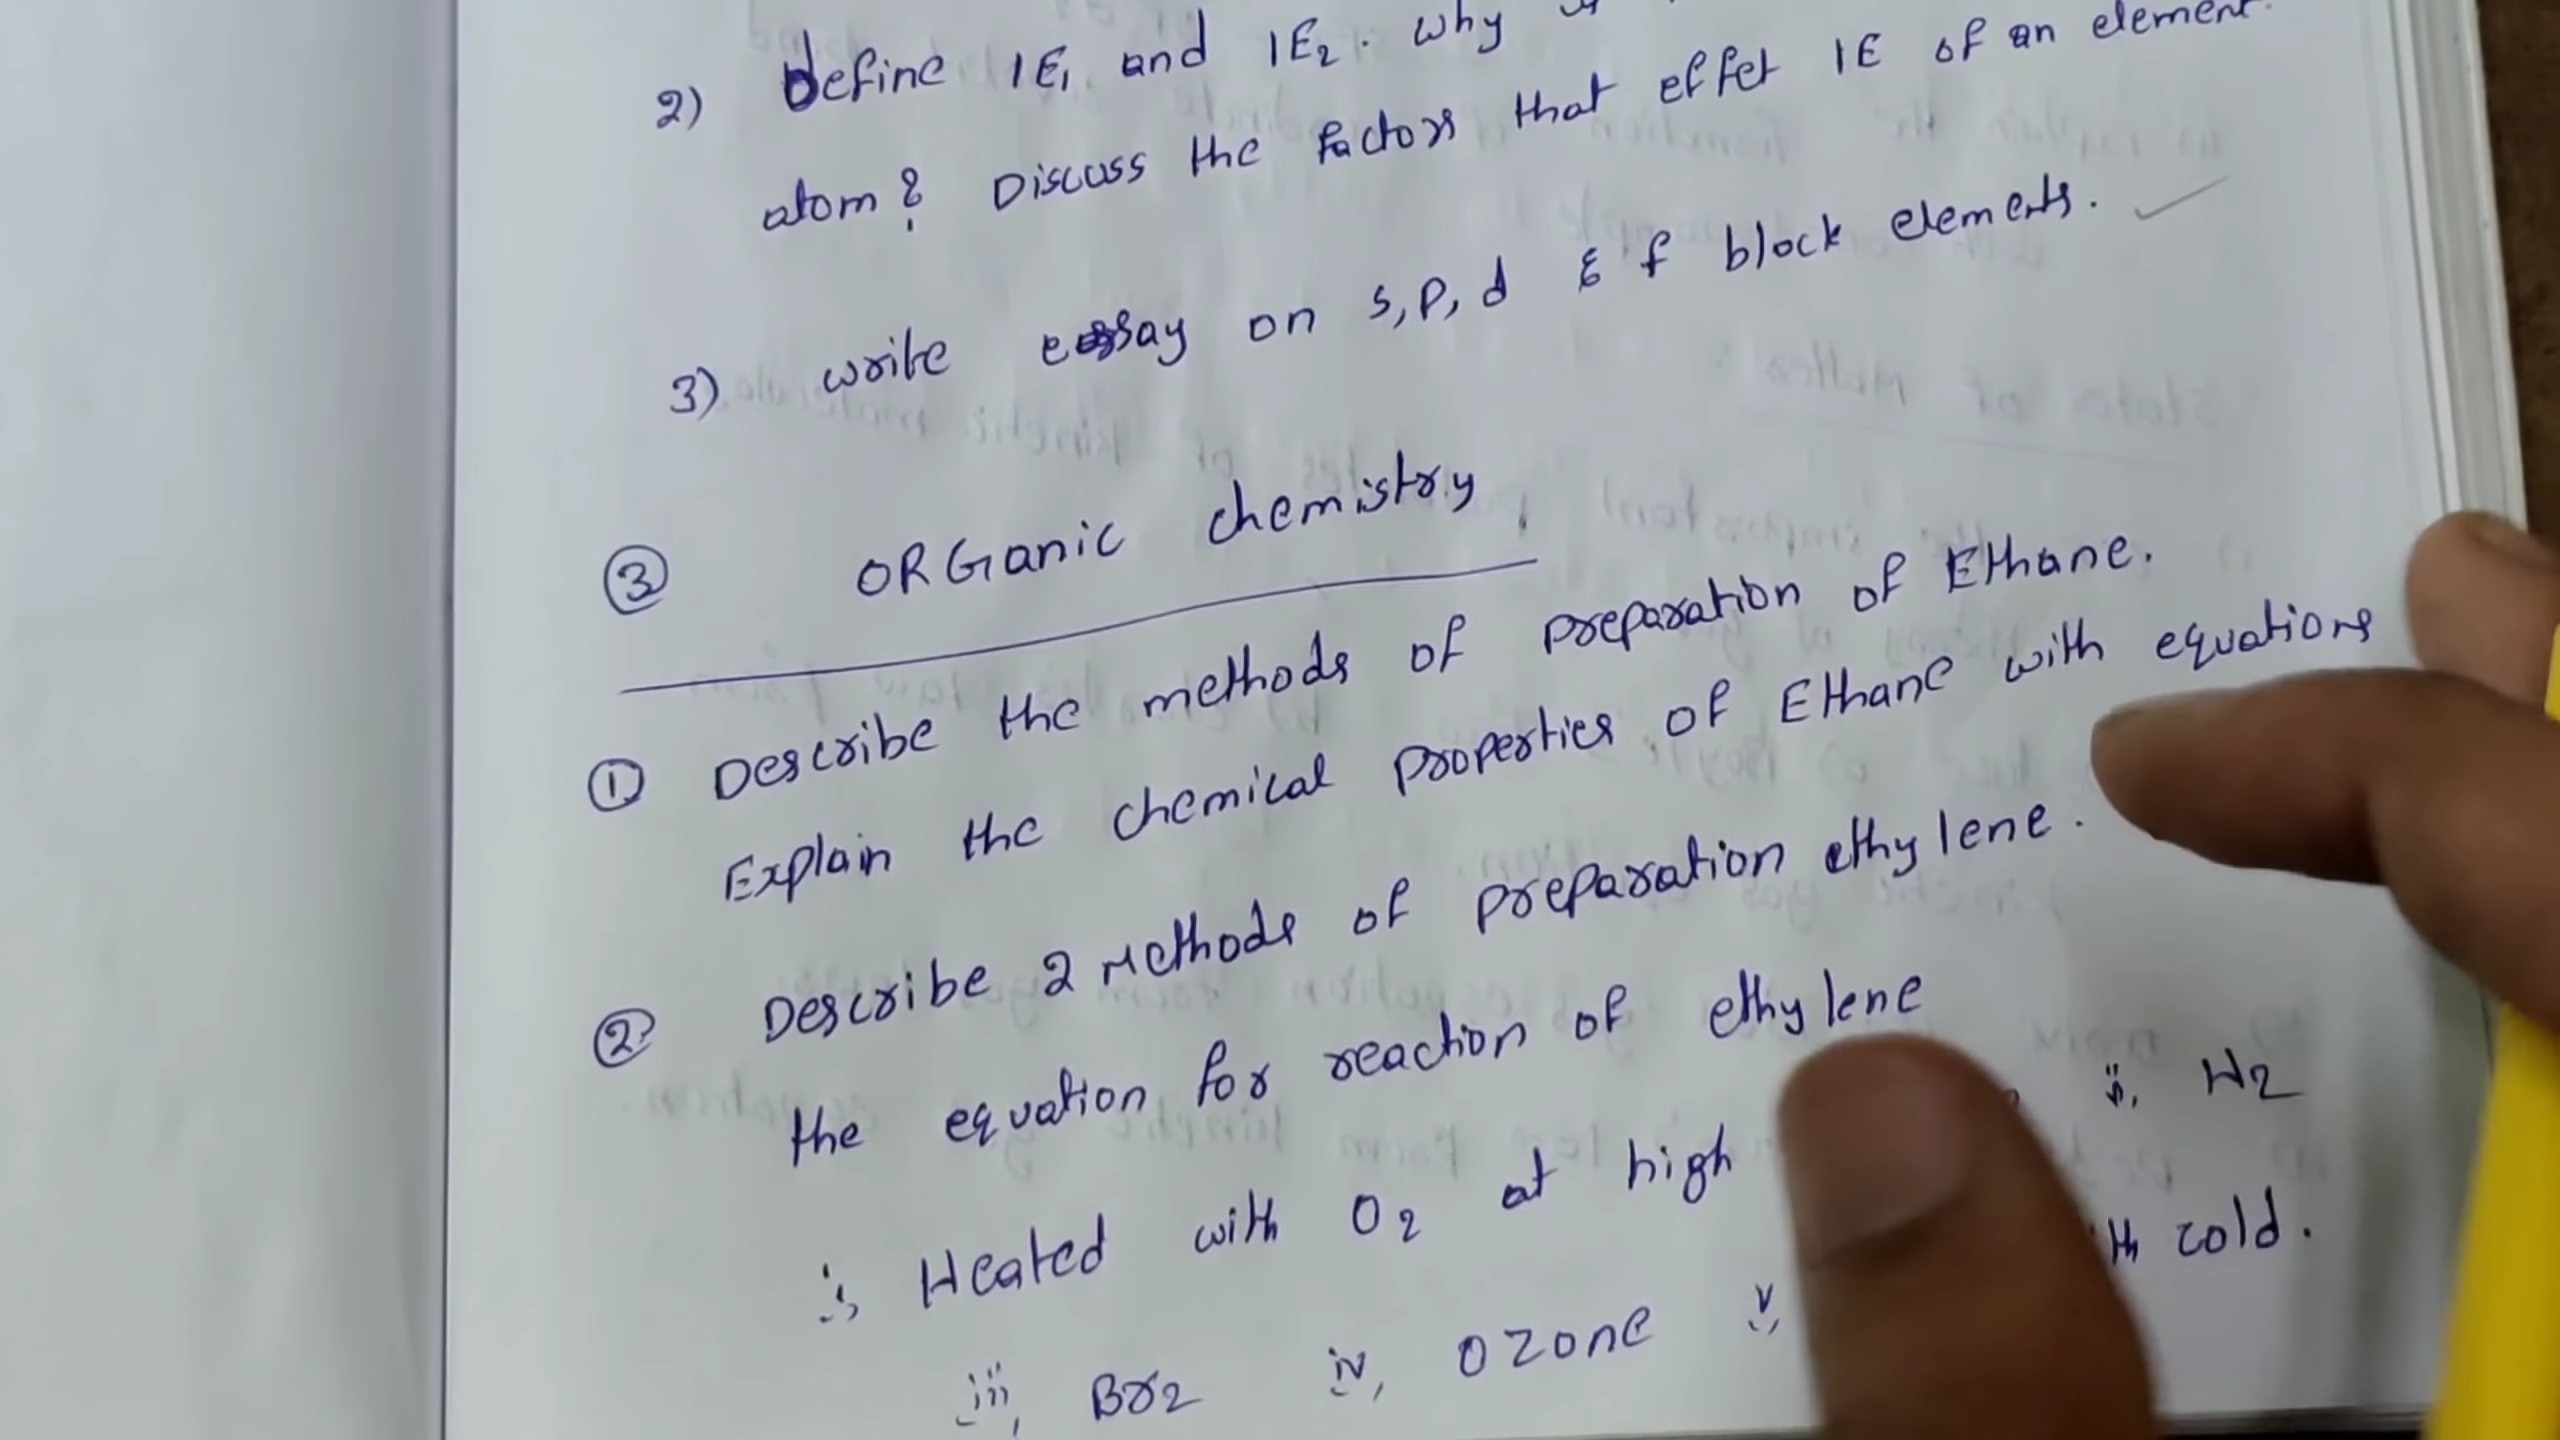 2) Define IE1 and IE2. Why
atom? Discuss the factors that effet IE of an element.
3) write essay on s, p, d & f block elements.
③ ORGanic chemistry
① Describe the methods of preparation of Ethane.
Explain the chemical properties of Ethane with equations
② Describe 2 Methods of preparation ethylene.
the equation for reaction of ethylene
i, Heated with O2 at high ii, H2
iii, Br2 iv, Ozone v, cold.